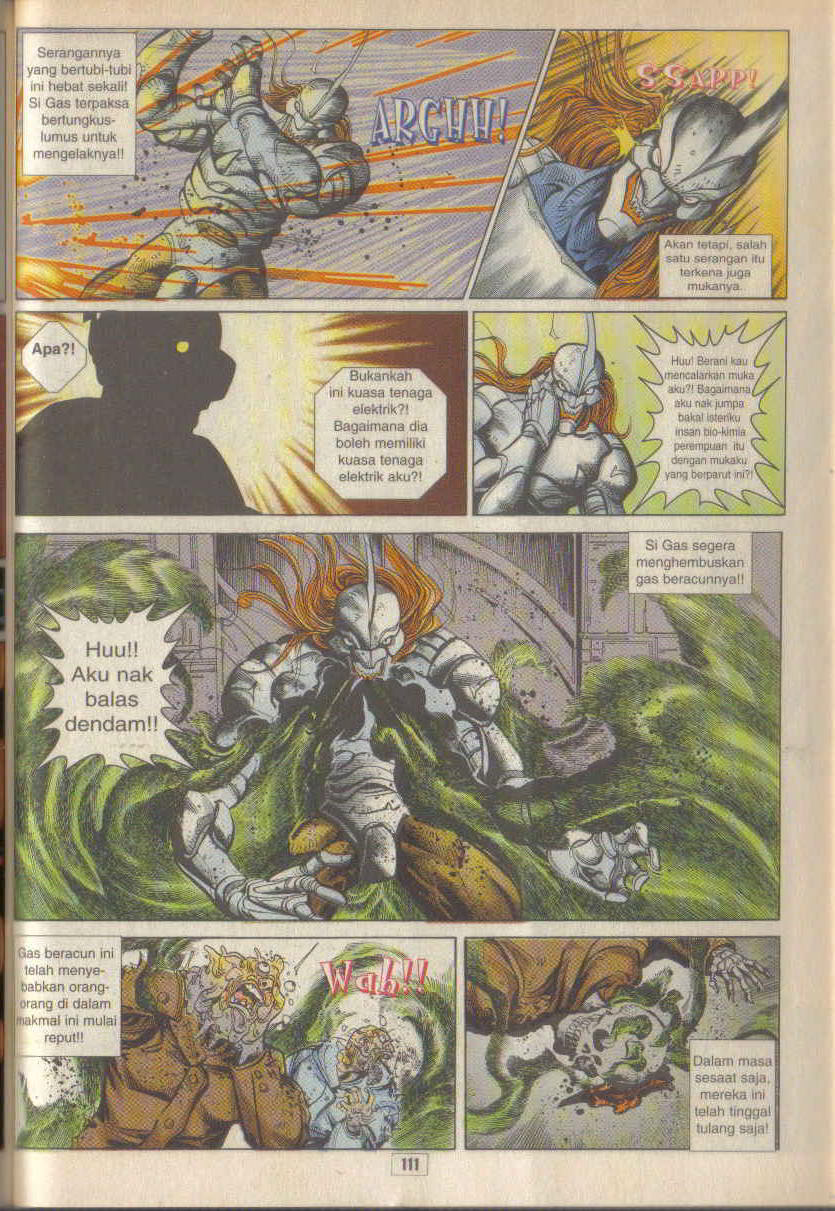 Serangannya
yang bertubi-tubi
ini hebat sekali!
Si Gas terpaksa
bertungkus-
lumus untuk
mengelaknya!!
ARGHH!
SSAPP!
Akan tetapi, salah
satu serangan itu
terkena juga
mukanya.
Apa?!
Bukankah
ini kuasa tenaga
elektrik?!
Bagaimana dia
boleh memiliki
kuasa tenaga
elektrik aku?!
Huu! Berani kau
mencalarkan muka
aku?! Bagaimana
aku nak jumpa
bakal isteriku
insan bio-kimia
perempuan itu
dengan mukaku
yang berparut ini?!
Si Gas segera
menghembuskan
gas beracunnya!!
Huu!!
Aku nak
balas
dendam!!
Gas beracun ini
telah menye-
babkan orang-
orang di dalam
makmal ini mulai
reput!!
Wah!!
Dalam masa
sesaat saja,
mereka ini
telah tinggal
tulang saja!
111